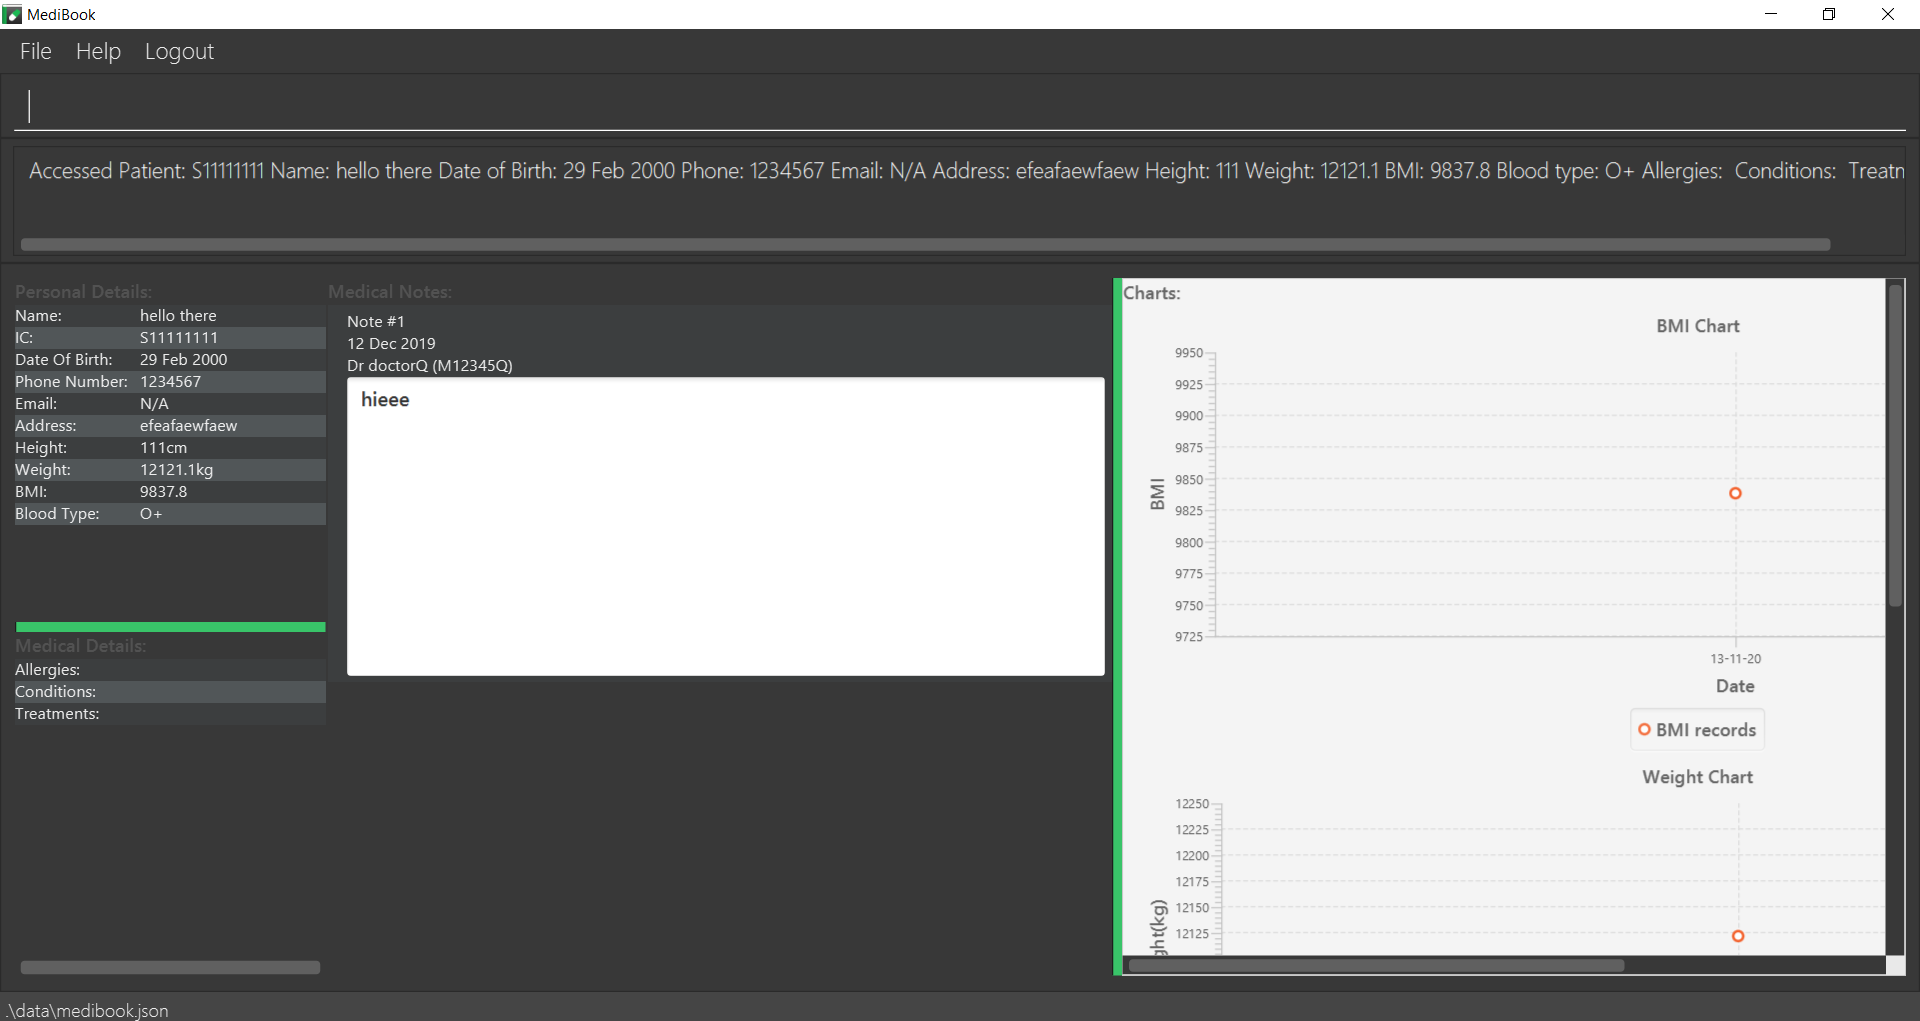 MediBook
File Help Logout
Accessed Patient: S11111111 Name: hello there Date of Birth: 29 Feb 2000 Phone: 1234567 Email: N/A Address: efeafaewfaew Height: 111 Weight: 12121.1 BMI: 9837.8 Blood type: O+ Allergies: Conditions: Treatn
Personal Details:
Name: hello there
IC: S11111111
Date Of Birth: 29 Feb 2000
Phone Number: 1234567
Email: N/A
Address: efeafaewfaew
Height: 111cm
Weight: 12121.1kg
BMI: 9837.8
Blood Type: O+
Medical Details:
Allergies:
Conditions:
Treatments:
Medical Notes:
Note #1
12 Dec 2019
Dr doctorQ (M12345Q)
hieee
Charts:
BMI Chart
9950
9925
9900
9875
9850
9825
9800
9775
9750
9725
BMI
13-11-20
Date
BMI records
Weight Chart
12250
12225
12200
12175
12150
12125
ght(kg)
.\data\medibook.json